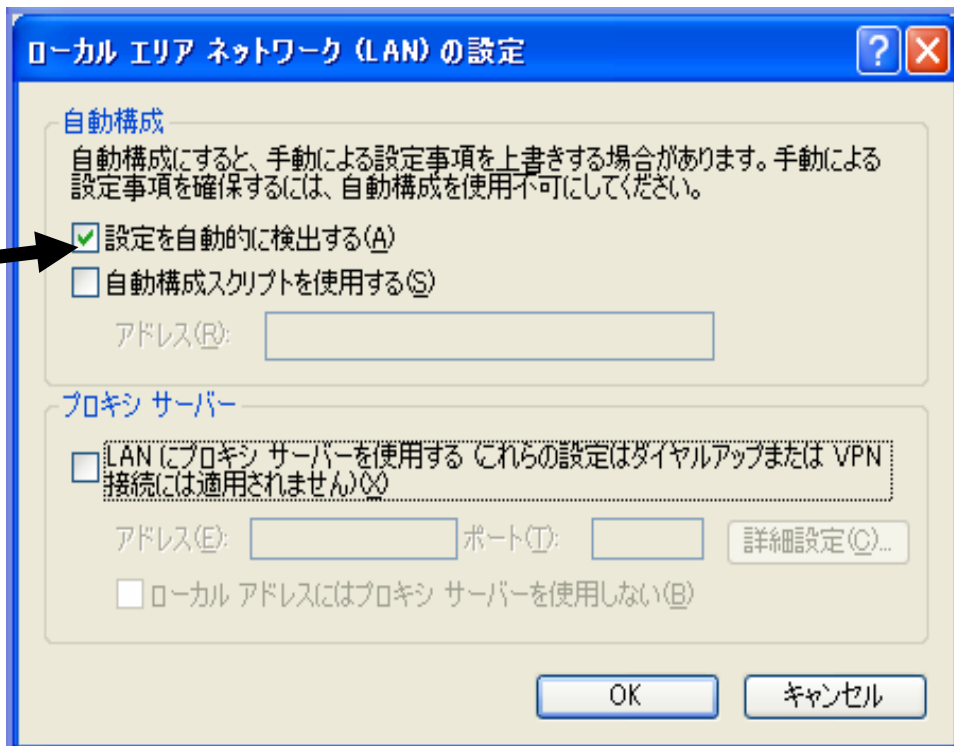 ローカル エリア ネットワーク (LAN) の設定
自動構成
自動構成にすると、手動による設定事項を上書きする場合があります。手動による
設定事項を確保するには、自動構成を使用不可にしてください。
設定を自動的に検出する(A)
自動構成スクリプトを使用する(S)
アドレス(R):
プロキシ サーバー
LAN にプロキシ サーバーを使用する (これらの設定はダイヤルアップまたは VPN
接続には適用されません)(X)
アドレス(E): ポート(T): 詳細設定(C)...
ローカル アドレスにはプロキシ サーバーを使用しない(B)
OK キャンセル